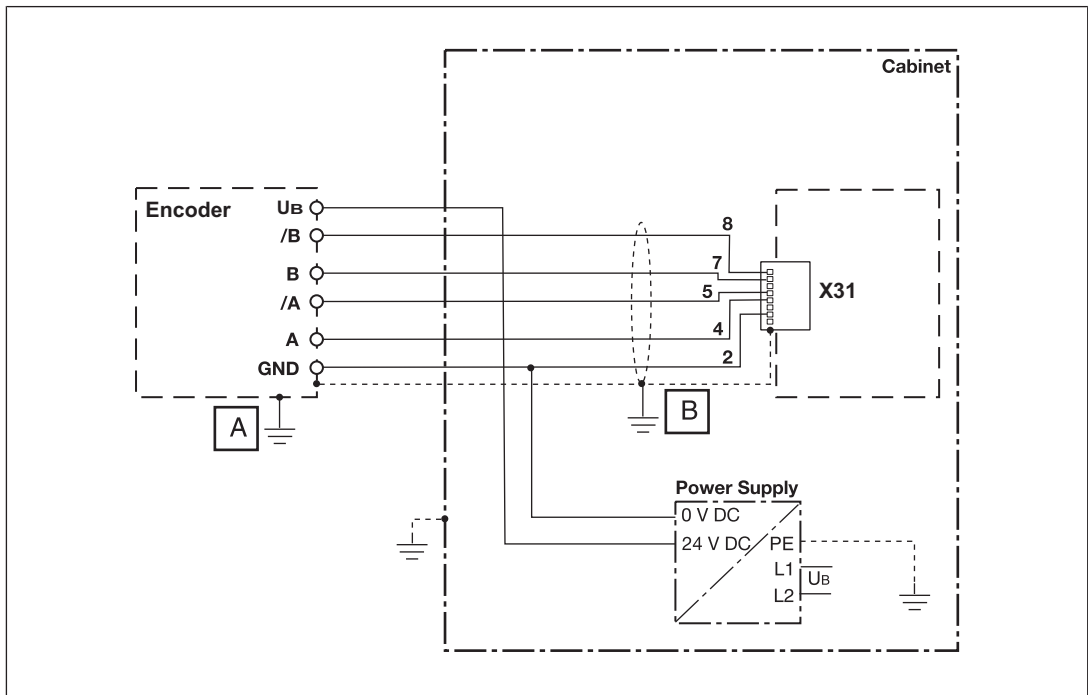 Cabinet
Encoder
UB
/B
B
/A
A
GND
8
7
5
4
2
X31
A
B
Power Supply
0 V DC
24 V DC
PE
L1
UB
L2